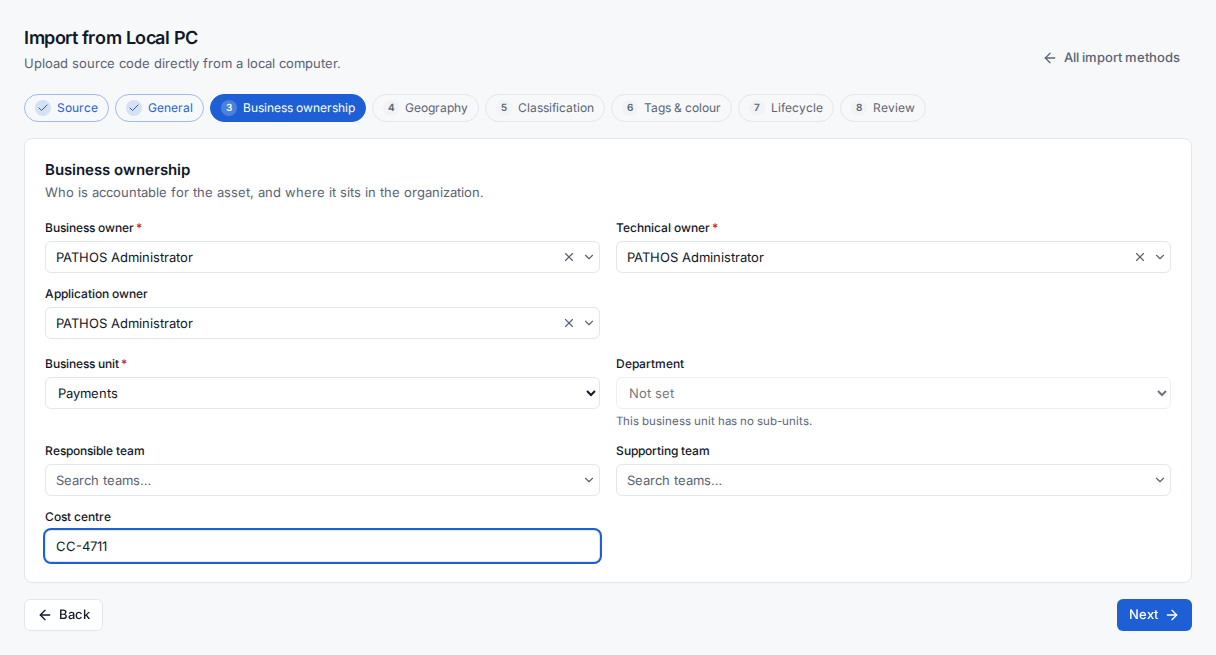 Import from Local PC
Upload source code directly from a local computer.
All import methods
Source
General
3 Business ownership
4 Geography
5 Classification
6 Tags & colour
7 Lifecycle
8 Review
Business ownership
Who is accountable for the asset, and where it sits in the organization.
Business owner *
PATHOS Administrator
Technical owner *
PATHOS Administrator
Application owner
PATHOS Administrator
Business unit *
Payments
Department
Not set
This business unit has no sub-units.
Responsible team
Search teams...
Supporting team
Search teams...
Cost centre
CC-4711
Back
Next